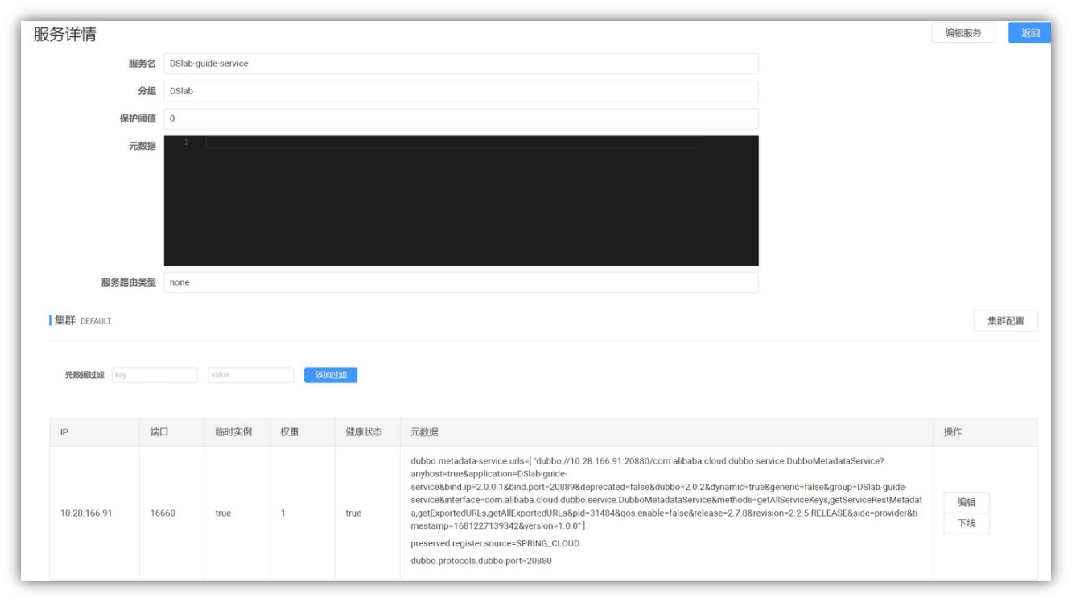 服务详情
编辑服务
返回
服务名 DSlab-guide-service
分组 DSlab
保护阈值 0
元数据 1
服务路由类型 none
集群 DEFAULT
集群配置
元数据过滤 key value 添加过滤
IP 端口 临时实例 权重 健康状态 元数据 操作
10.28.166.91 16660 true 1 true
dubbo.metadata-service.urls=[ "dubbo://10.28.166.91:20880/com.alibaba.cloud.dubbo.service.DubboMetadataService?
anyhost=true&application=DSlab-guide-
service&bind.ip=2.0.0.1&bind.port=20889&deprecated=false&dubbo=2.0.2&dynamic=true&generic=false&group=DSlab-guide-
service&interface=com.alibaba.cloud.dubbo.service.DubboMetadataService&methods=getAllServiceKeys,getServiceRestMetadat
a,getExportedURLs,getAllExportedURLs&pid=31484&qos.enable=false&release=2.7.8&revision=2.2.5.RELEASE&side=provider&ti
mestamp=1681227139342&version=1.0.0" ]
preserved.register.source=SPRING_CLOUD
dubbo.protocols.dubbo.port=20880
编辑
下线